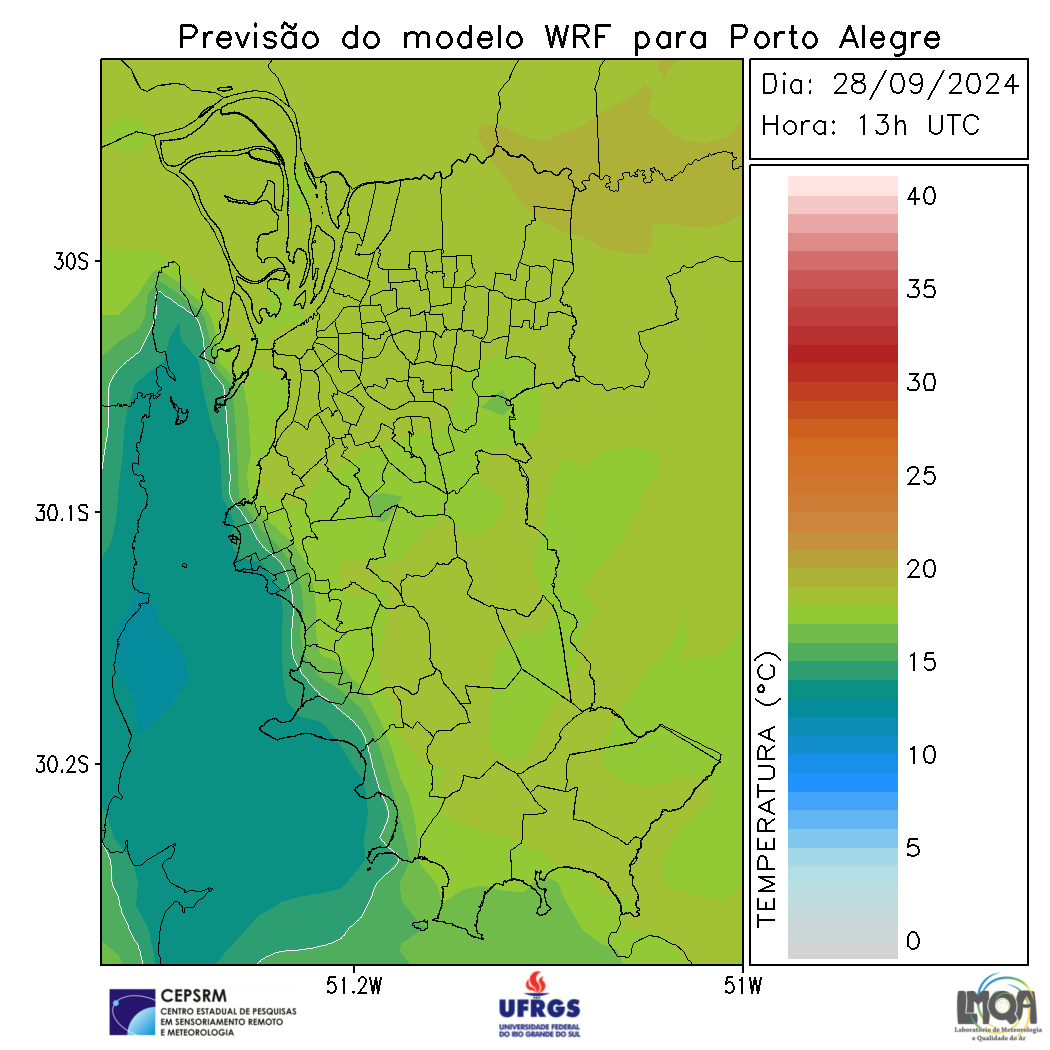 Previsão do modelo WRF para Porto Alegre
Dia: 28/09/2024
Hora: 13h UTC
40
35
30
25
20
15
10
5
0
TEMPERATURA (°C)
30S
30.1S
30.2S
51.2W
51W
CEPSRM
CENTRO ESTADUAL DE PESQUISAS
EM SENSORIAMENTO REMOTO
E METEOROLOGIA
UFRGS
UNIVERSIDADE FEDERAL
DO RIO GRANDE DO SUL
LMQA
Laboratório de Meteorologia
e Qualidade do Ar